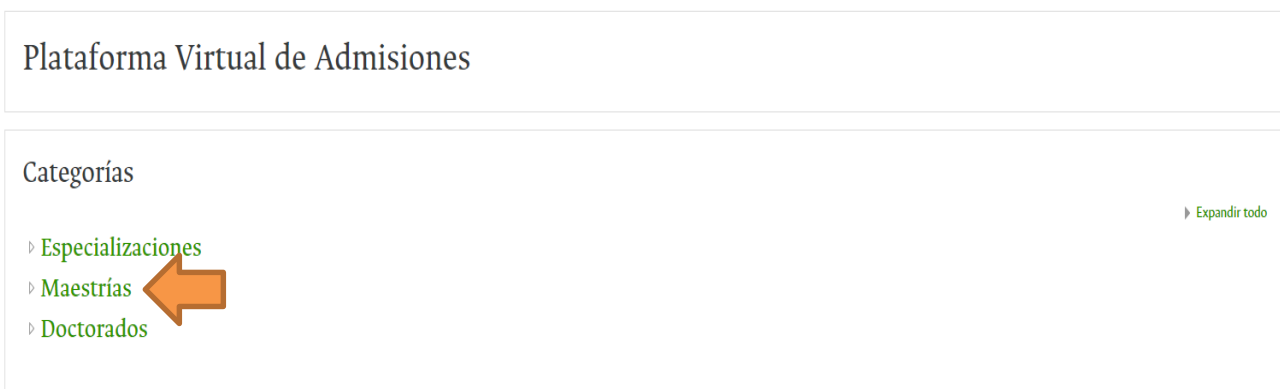 Plataforma Virtual de Admisiones
Categorías
Expandir todo
Especializaciones
Maestrías
Doctorados